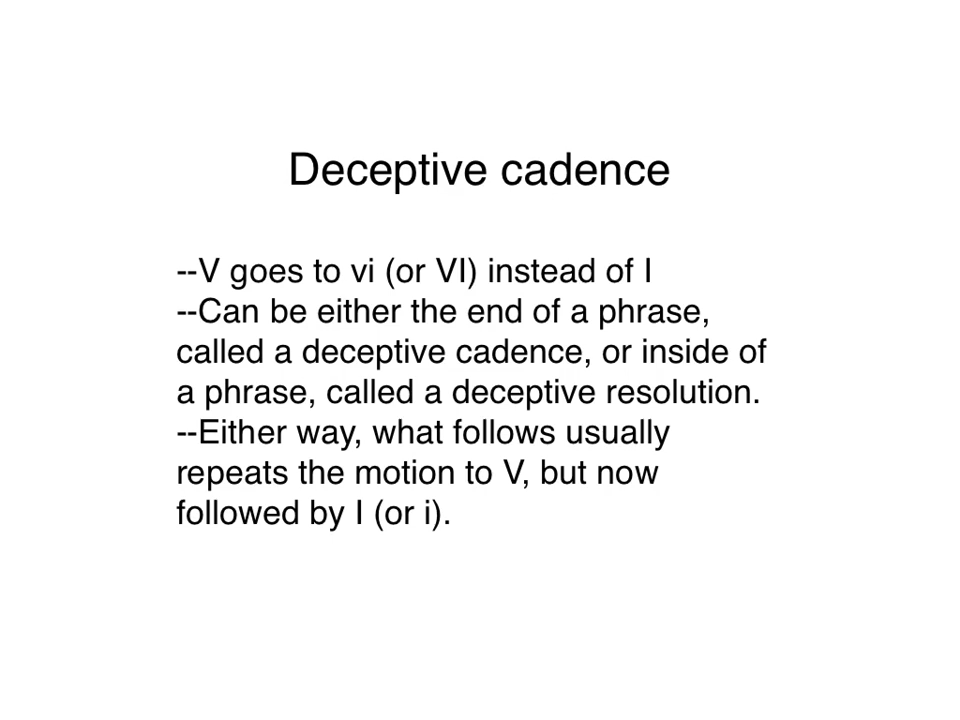 Deceptive cadence
--V goes to vi (or VI) instead of I
--Can be either the end of a phrase,
called a deceptive cadence, or inside of
a phrase, called a deceptive resolution.
--Either way, what follows usually
repeats the motion to V, but now
followed by I (or i).